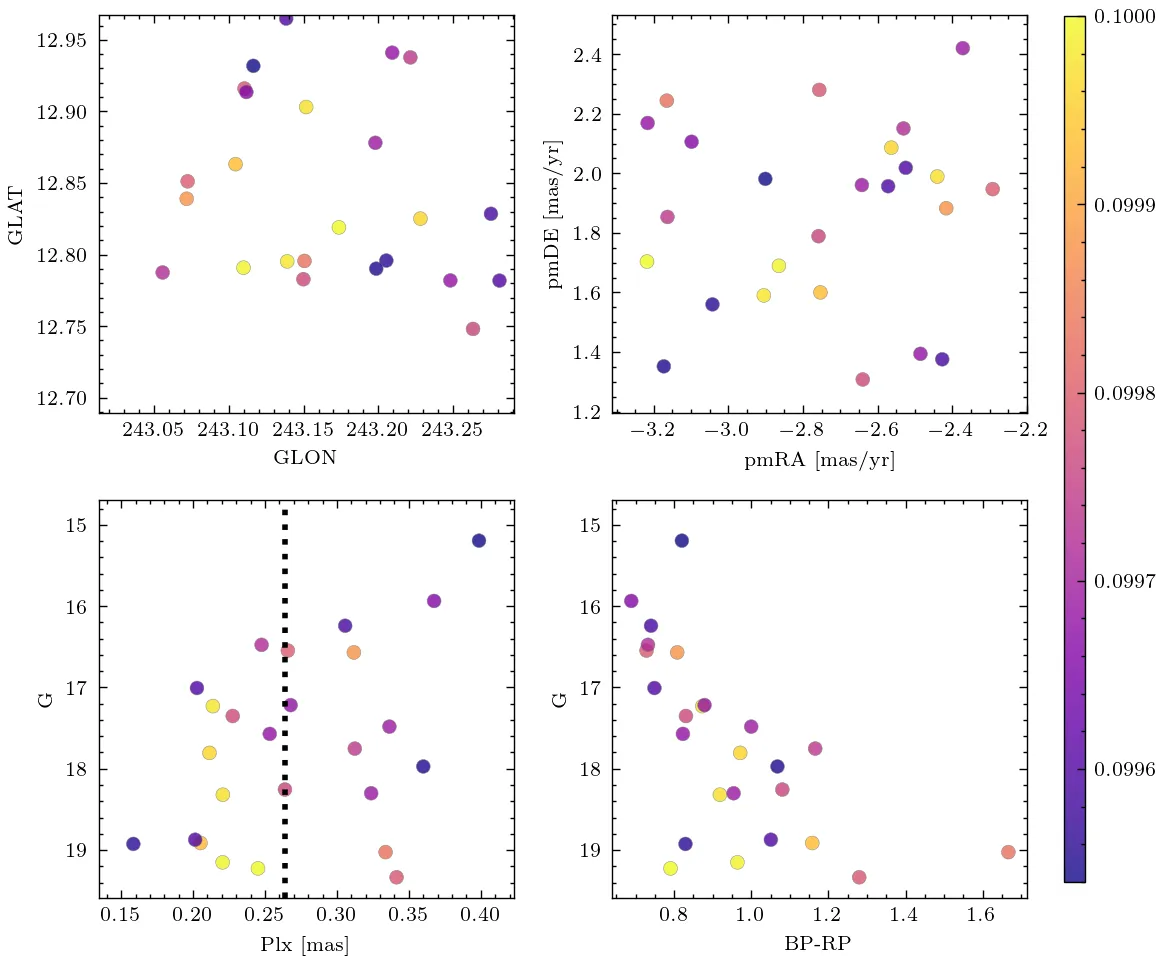 12.95
12.90
12.85
12.80
12.75
12.70
GLAT
243.05 243.10 243.15 243.20 243.25
GLON
2.4
2.2
2.0
1.8
1.6
1.4
1.2
pmDE [mas/yr]
−3.2 −3.0 −2.8 −2.6 −2.4 −2.2
pmRA [mas/yr]
0.1000
0.0999
0.0998
0.0997
0.0996
15
16
17
18
19
G
0.15 0.20 0.25 0.30 0.35 0.40
Plx [mas]
15
16
17
18
19
G
0.8 1.0 1.2 1.4 1.6
BP-RP